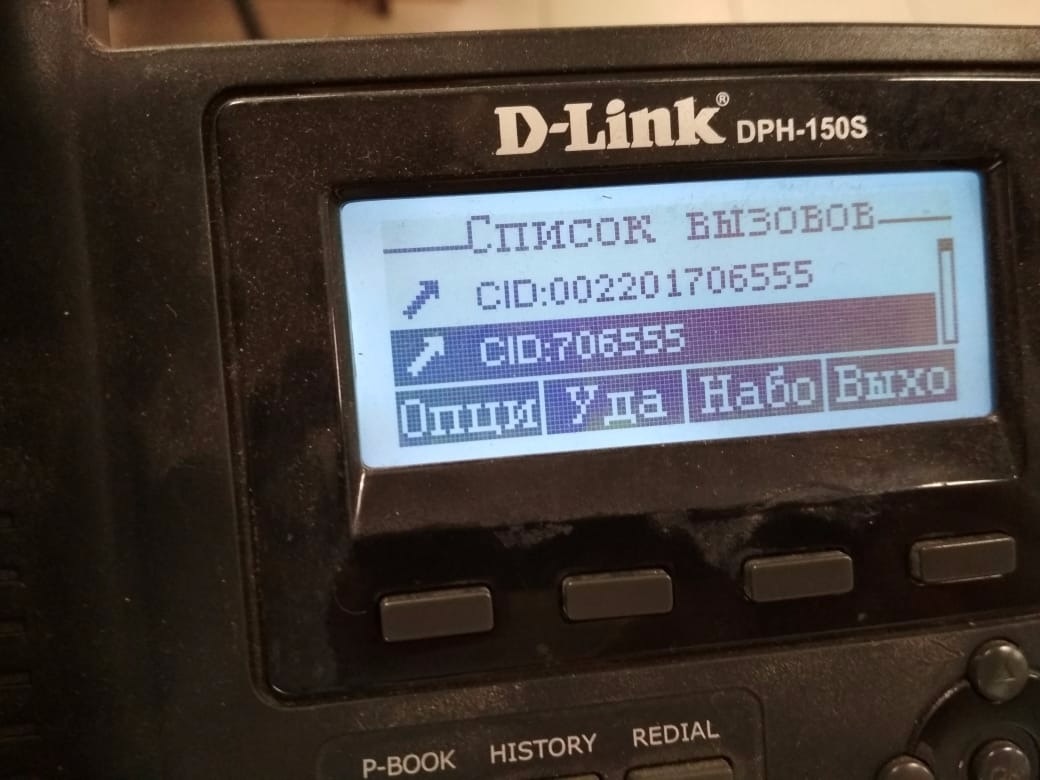 D-Link® DPH-150S
Список вызовов
CID:002201706555
CID:706555
Опци Уда Набо Выхо
P-BOOK HISTORY REDIAL